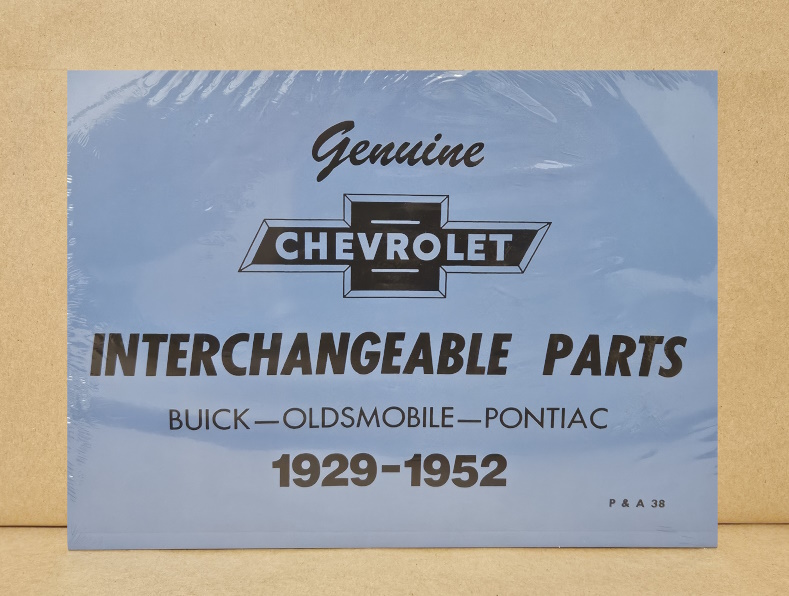 Genuine
CHEVROLET
INTERCHANGEABLE PARTS
BUICK—OLDSMOBILE—PONTIAC
1929-1952
P & A 38